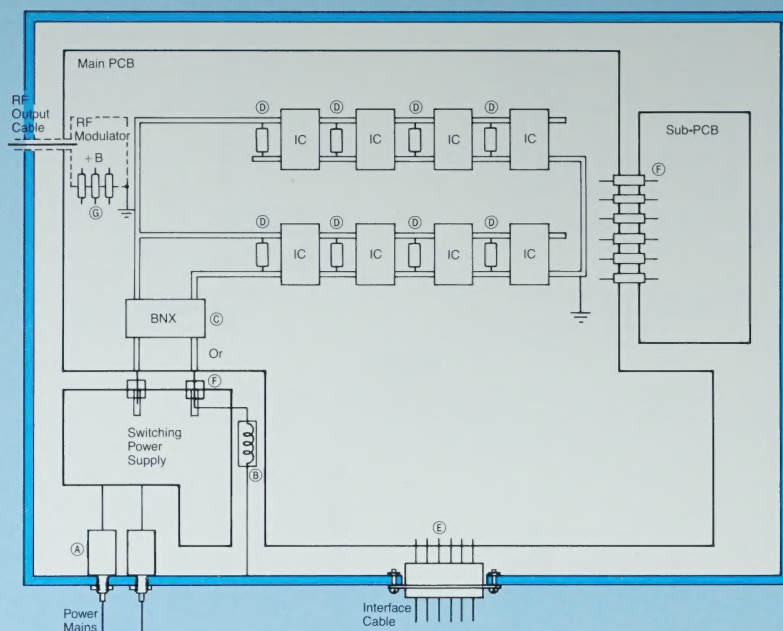 Main PCB
RF
Output
Cable
RF
Modulator
+B
Ⓖ
Ⓓ Ⓓ Ⓓ Ⓓ
IC IC IC IC
Sub-PCB
Ⓕ
Ⓓ Ⓓ Ⓓ Ⓓ
IC IC IC IC
BNX Ⓒ
Or
Ⓕ
Switching
Power
Supply
Ⓑ
Ⓐ
Ⓔ
Power
Mains
Interface
Cable